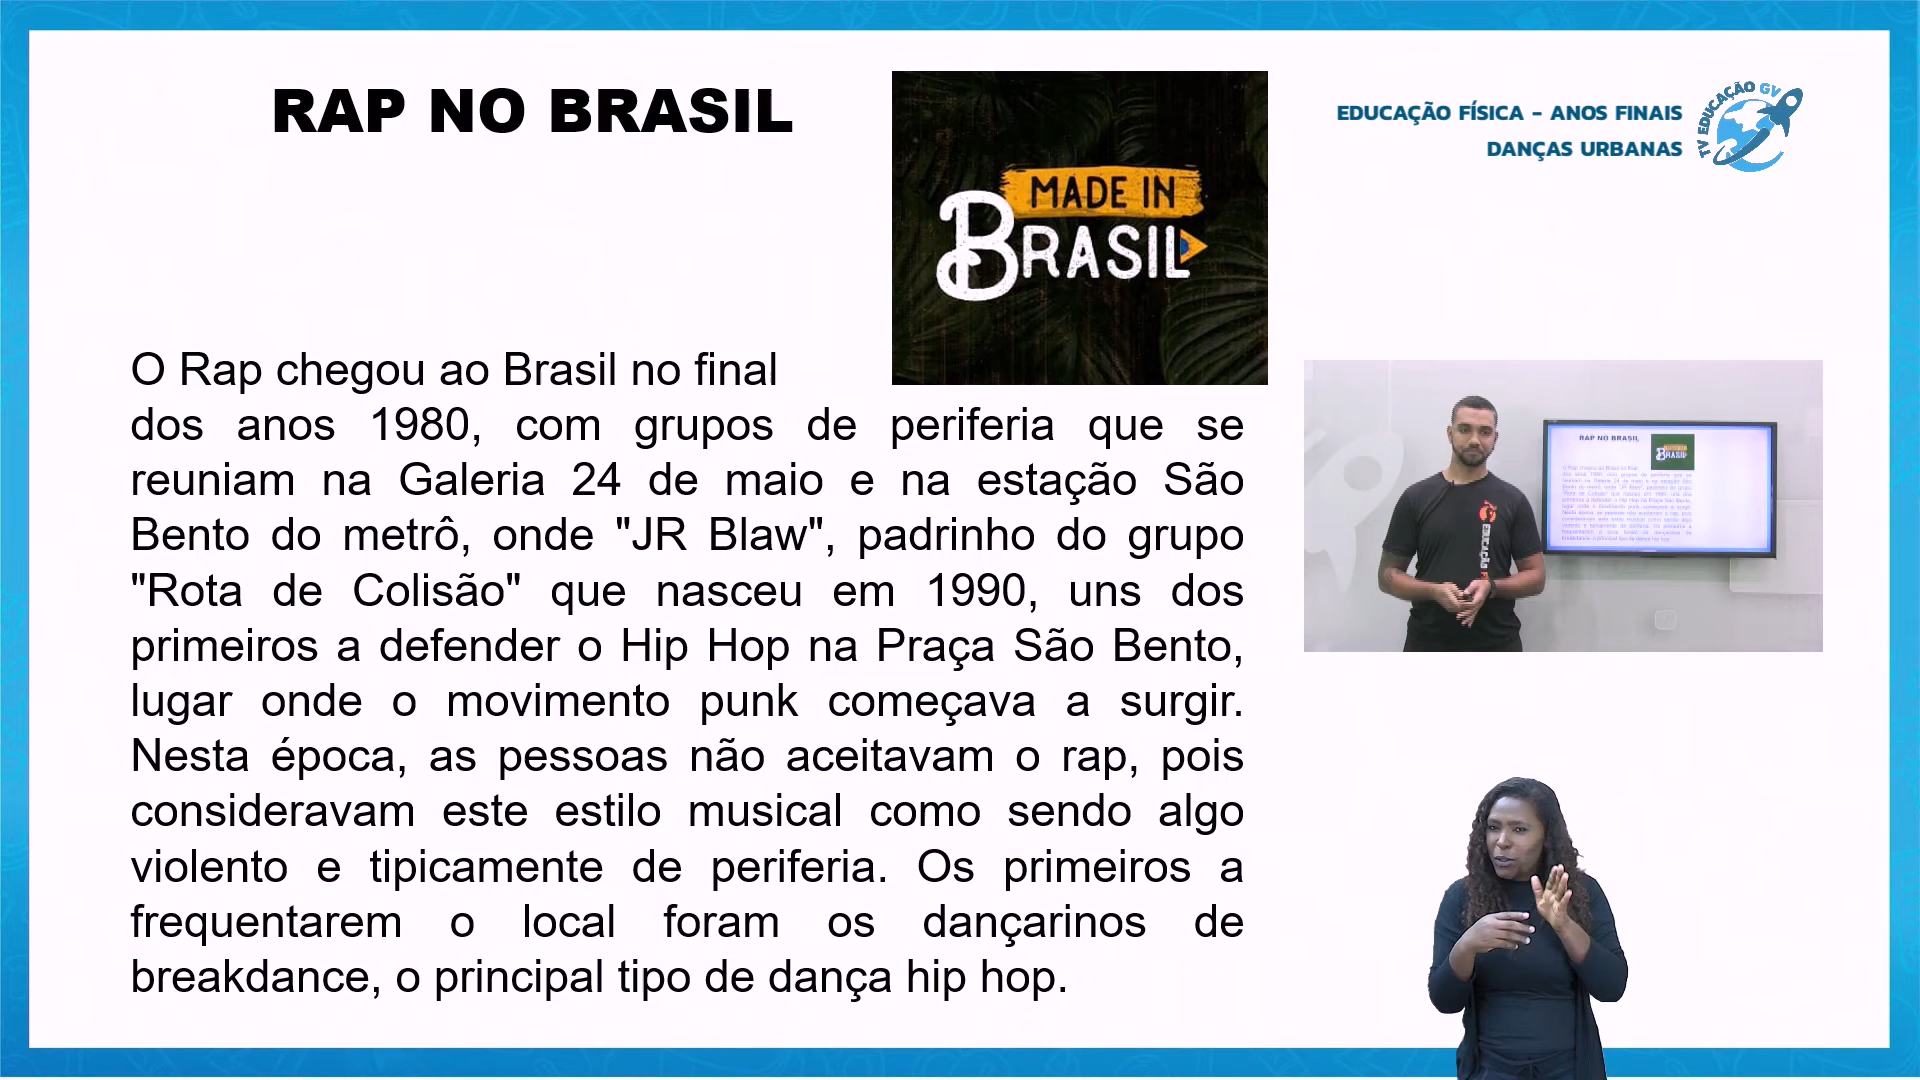 RAP NO BRASIL
MADE IN
BRASIL
EDUCAÇÃO FÍSICA - ANOS FINAIS
DANÇAS URBANAS
TV EDUCAÇÃO GV
O Rap chegou ao Brasil no final
dos anos 1980, com grupos de periferia que se
reuniam na Galeria 24 de maio e na estação São
Bento do metrô, onde "JR Blaw", padrinho do grupo
"Rota de Colisão" que nasceu em 1990, uns dos
primeiros a defender o Hip Hop na Praça São Bento,
lugar onde o movimento punk começava a surgir.
Nesta época, as pessoas não aceitavam o rap, pois
consideravam este estilo musical como sendo algo
violento e tipicamente de periferia. Os primeiros a
frequentarem o local foram os dançarinos de
breakdance, o principal tipo de dança hip hop.
RAP NO BRASIL
BRASIL
EDUCAÇÃO